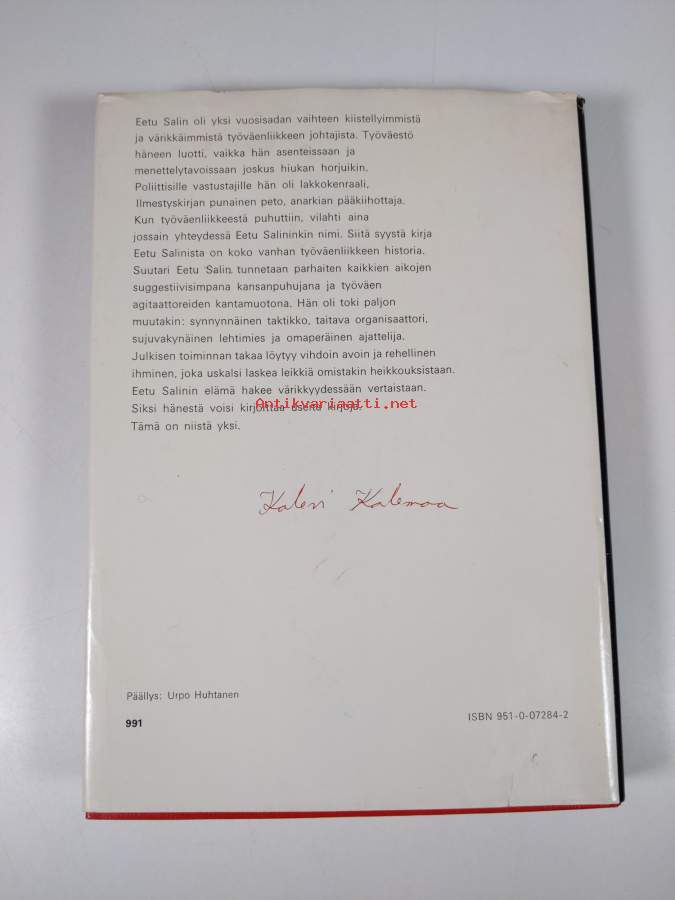 Eetu Salin oli yksi vuosisadan vaihteen kiistellyimmistä
ja värikkäimmistä työväenliikkeen johtajista. Työväestö
häneen luotti, vaikka hän asenteissaan ja
menettelytavoissaan joskus hiukan horjuikin.
Poliittisille vastustajille hän oli lakkokenraali,
Ilmestyskirjan punainen peto, anarkian pääkiihottaja.
Kun työväenliikkeestä puhuttiin, vilahti aina
jossain yhteydessä Eetu Salininkin nimi. Siitä syystä kirja
Eetu Salinista on koko vanhan työväenliikkeen historia.
Suutari Eetu Salin tunnetaan parhaiten kaikkien aikojen
suggestiivisimpana kansanpuhujana ja työväen
agitaattoreiden kantamuotona. Hän oli toki paljon
muutakin: synnynnäinen taktikko, taitava organisaattori,
sujuvakynäinen lehtimies ja omaperäinen ajattelija.
Julkisen toiminnan takaa löytyy vihdoin avoin ja rehellinen
ihminen, joka uskalsi laskea leikkiä omistakin heikkouksistaan.
Eetu Salinin elämä hakee värikkyydessään vertaistaan.
Siksi hänestä voisi kirjoittaa useita kirjoja.
Antikvariaatti.net
Tämä on niistä yksi.
Kalevi Kalemaa
Päällys: Urpo Huhtanen
991
ISBN 951-0-07284-2